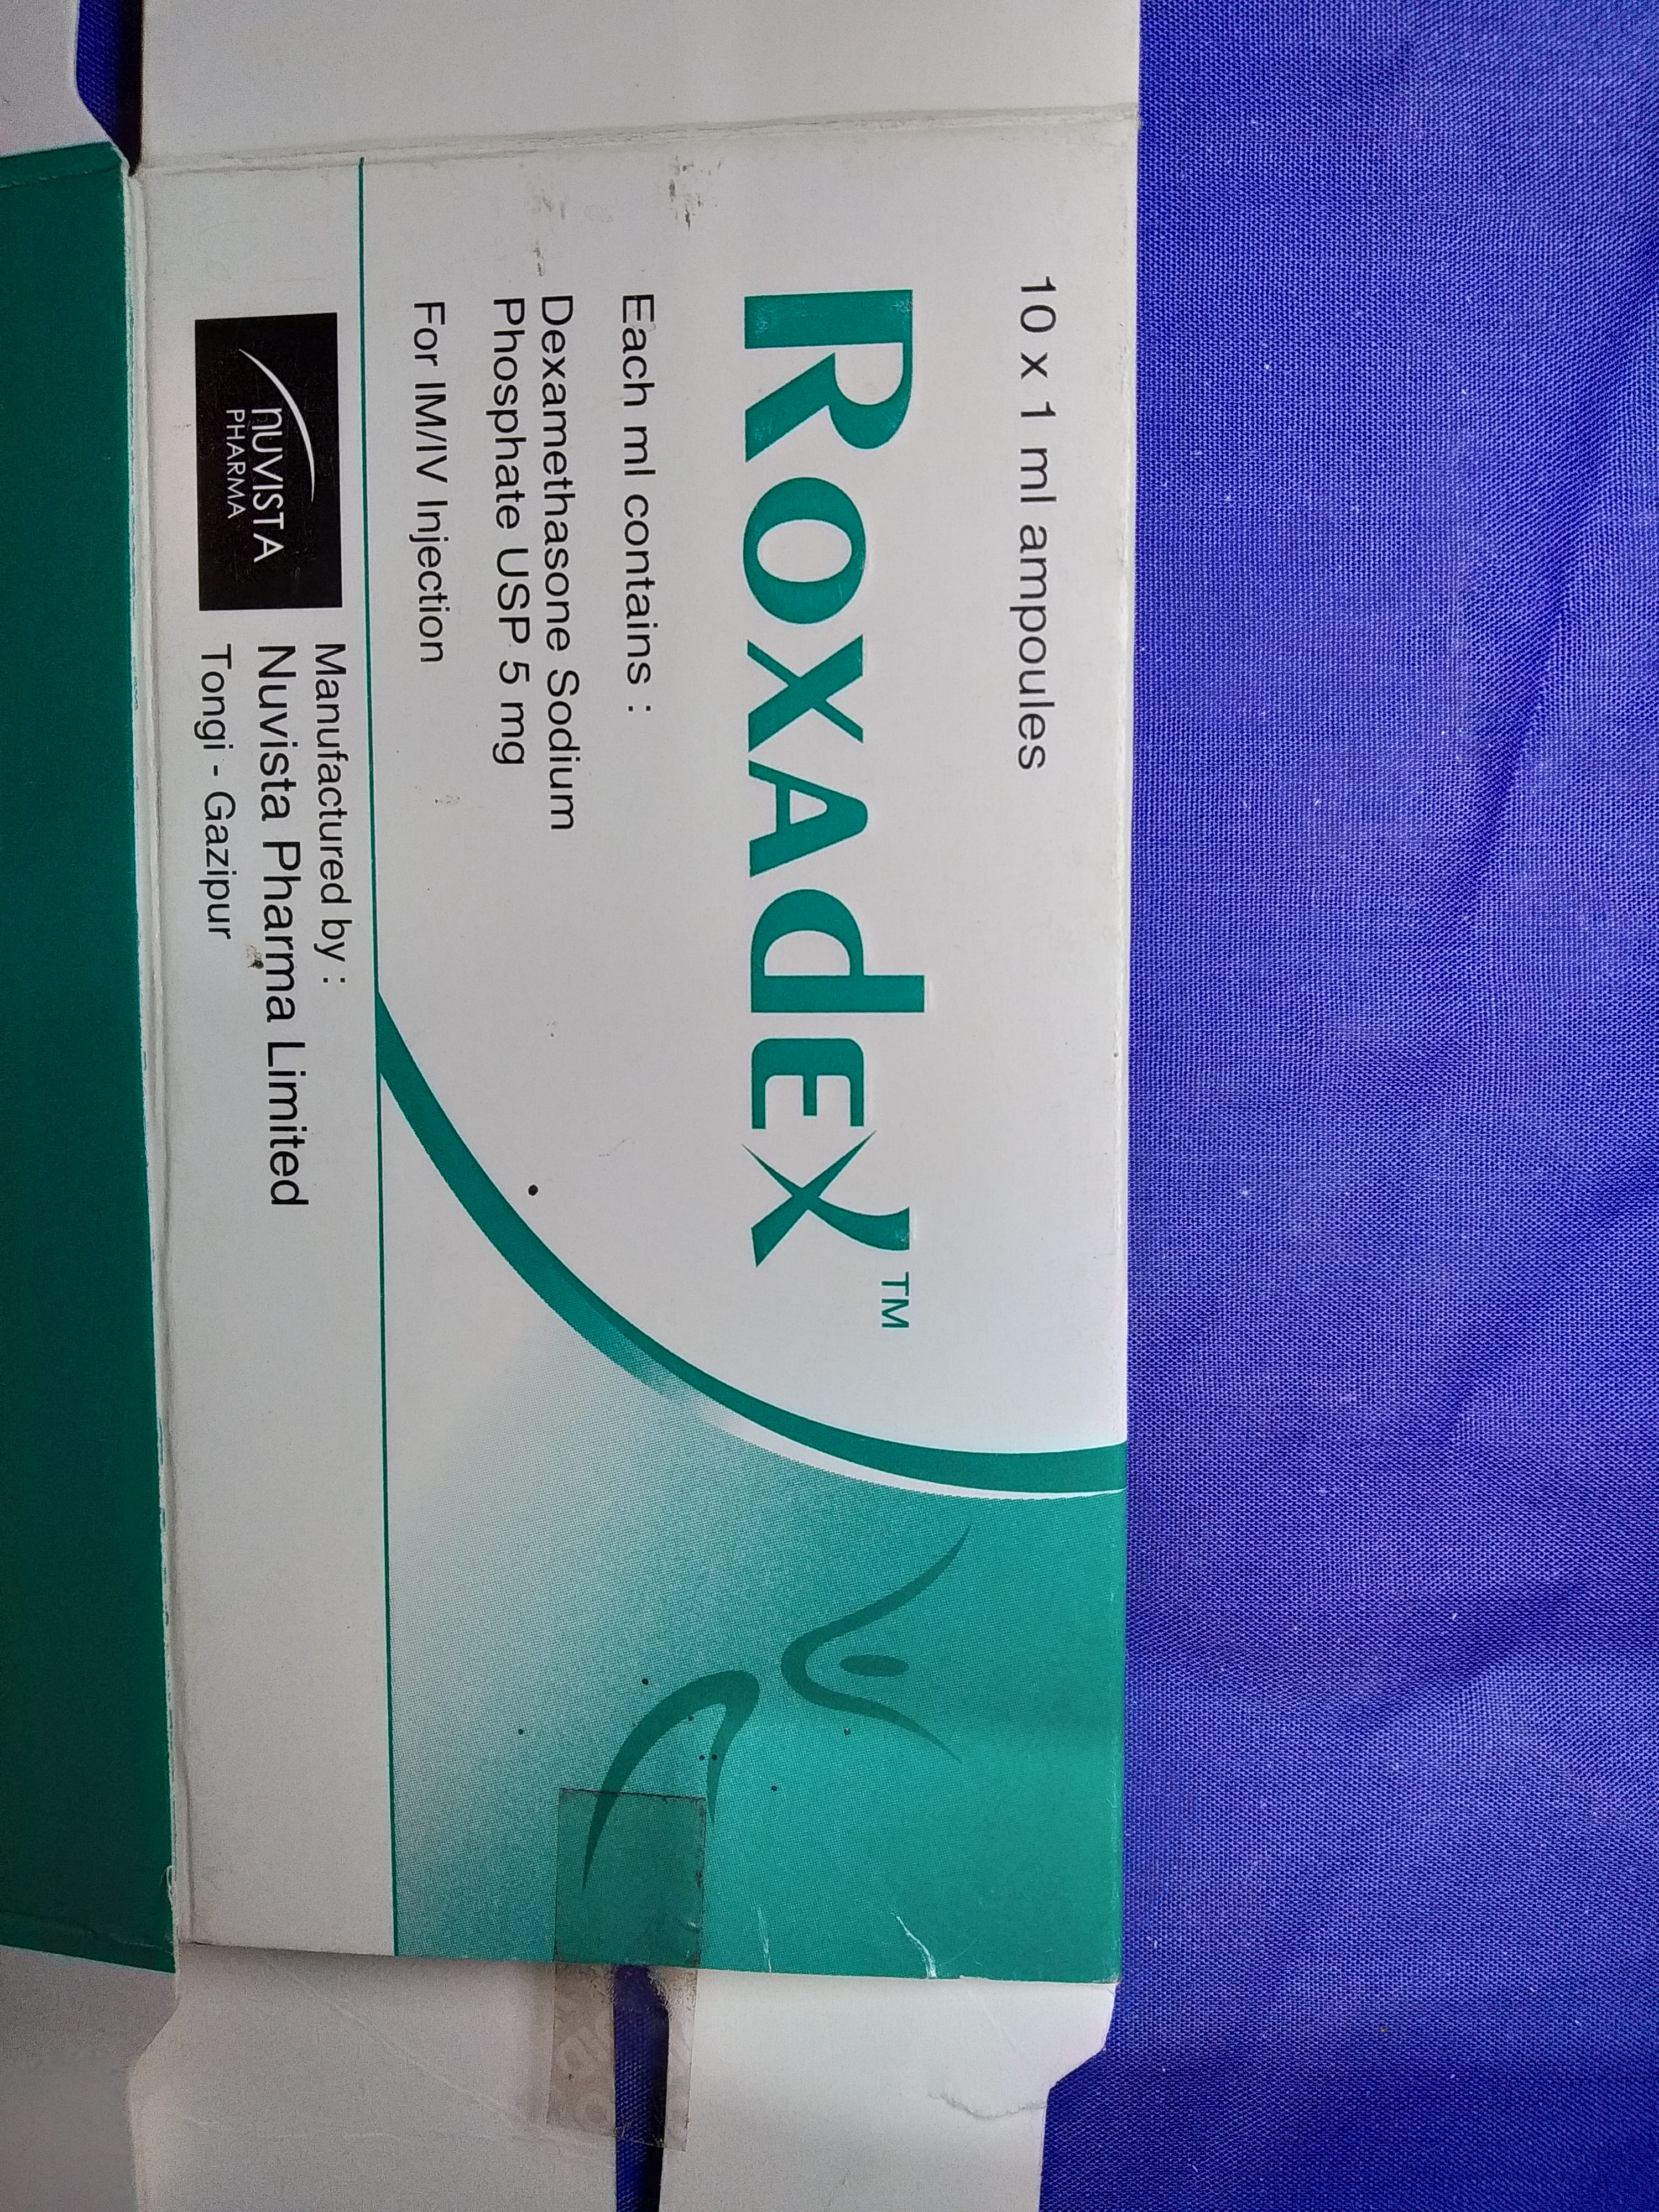 10 x 1 ml ampoules
ROXADEX™
Each ml contains :
Dexamethasone Sodium
Phosphate USP 5 mg
For IM/IV Injection
nUVISTA
PHARMA
Manufactured by :
Nuvista Pharma Limited
Tongi - Gazipur